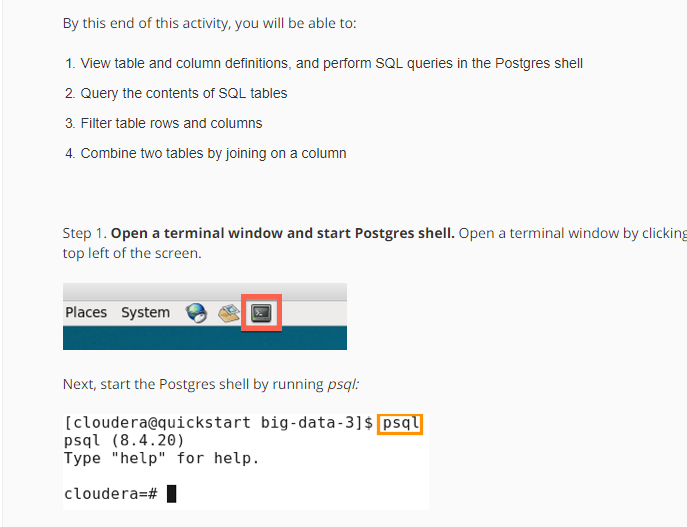 By this end of this activity, you will be able to:
1. View table and column definitions, and perform SQL queries in the Postgres shell
2. Query the contents of SQL tables
3. Filter table rows and columns
4. Combine two tables by joining on a column
Step 1. Open a terminal window and start Postgres shell. Open a terminal window by clicking
top left of the screen.
Places System
Next, start the Postgres shell by running psql:
[cloudera@quickstart big-data-3]$ psql
psql (8.4.20)
Type "help" for help.
cloudera=#